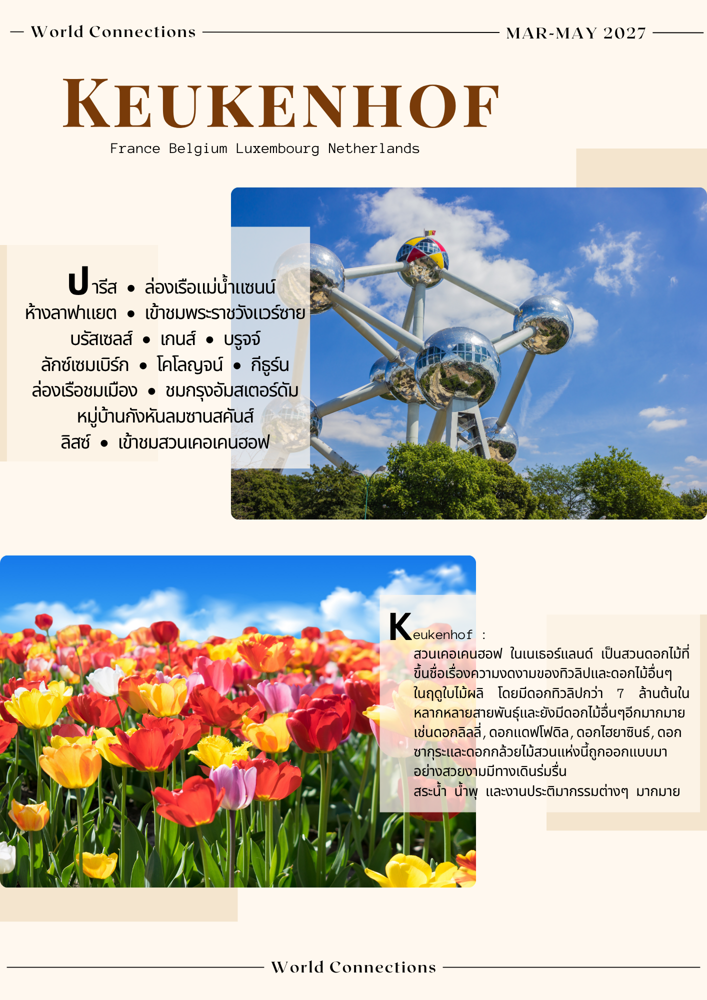 World Connections
MAR-MAY 2027
KEUKENHOF
France Belgium Luxembourg Netherlands
ปารีส • ล่องเรือแม่น้ำแซนน์
ห้างลาฟาแยต • เข้าชมพระราชวังแวร์ซาย
บรัสเซลส์ • เกนส์ • บรูจจ์
ลักซ์เซมเบิร์ก • โคโลญจน์ • กีธูร์น
ล่องเรือชมเมือง • ชมกรุงอัมสเตอร์ดัม
หมู่บ้านกังหันลมซานสคันส์
ลิสซ์ • เข้าชมสวนเคอเคนฮอฟ
Keukenhof :
สวนเคอเคนฮอฟ ในเนเธอร์แลนด์ เป็นสวนดอกไม้ที่
ขึ้นชื่อเรื่องความงดงามของทิวลิปและดอกไม้อื่นๆ
ในฤดูใบไม้ผลิ โดยมีดอกทิวลิปกว่า 7 ล้านต้นใน
หลากหลายสายพันธุ์และยังมีดอกไม้อื่นๆอีกมากมาย
เช่นดอกลิลลี่,ดอกแดฟโฟดิล,ดอกไฮยาซินธ์,ดอก
ซากุระและดอกกล้วยไม้สวนแห่งนี้ถูกออกแบบมา
อย่างสวยงามมีทางเดินร่มรื่น
สระน้ำ น้ำพุ และงานประติมากรรมต่างๆ มากมาย
World Connections